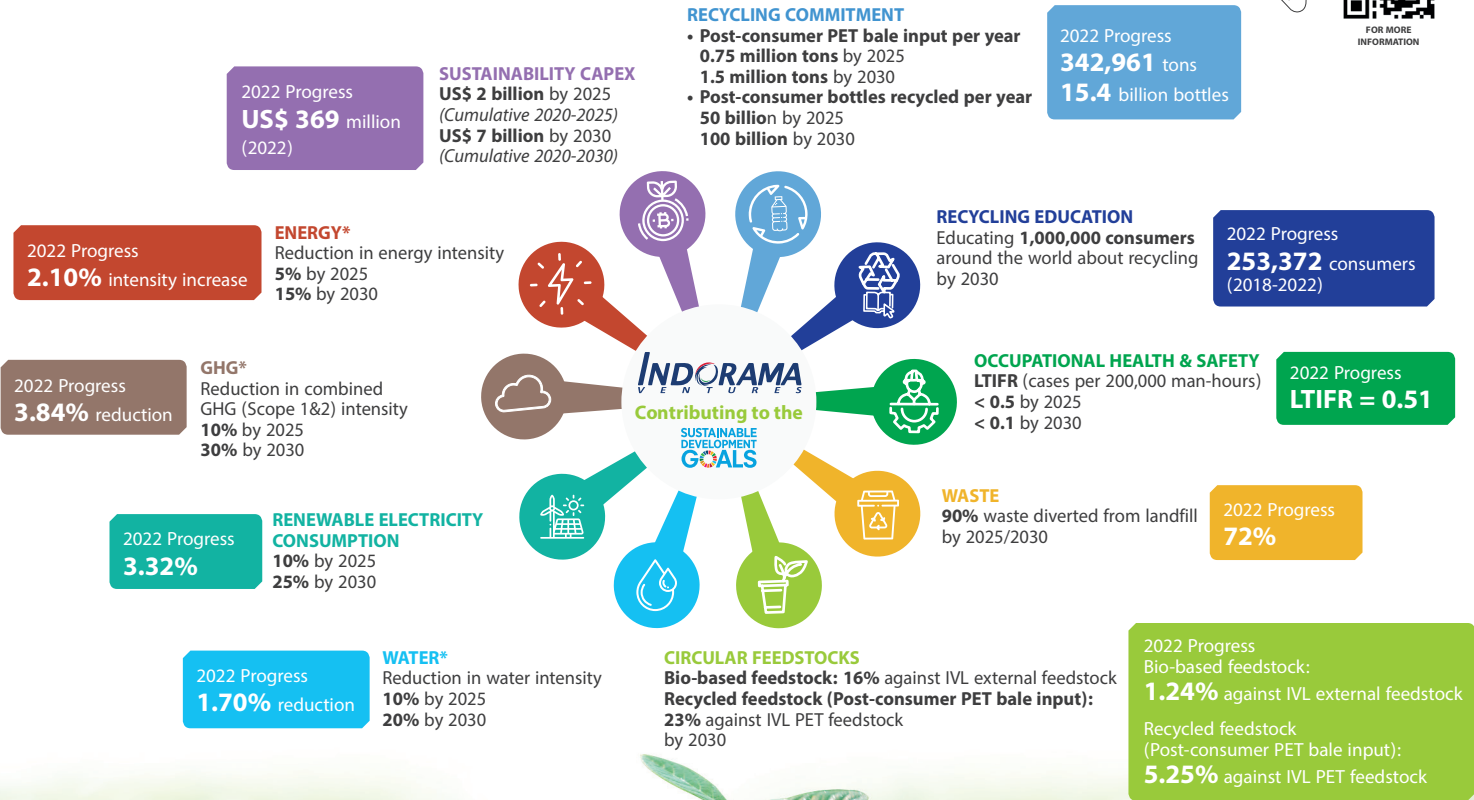 FOR MORE
INFORMATION
RECYCLING COMMITMENT
• Post-consumer PET bale input per year
0.75 million tons by 2025
1.5 million tons by 2030
• Post-consumer bottles recycled per year
50 billion by 2025
100 billion by 2030
2022 Progress
342,961 tons
15.4 billion bottles
2022 Progress
US$ 369 million
(2022)
SUSTAINABILITY CAPEX
US$ 2 billion by 2025
(Cumulative 2020-2025)
US$ 7 billion by 2030
(Cumulative 2020-2030)
RECYCLING EDUCATION
Educating 1,000,000 consumers
around the world about recycling
by 2030
2022 Progress
253,372 consumers
(2018-2022)
2022 Progress
2.10% intensity increase
ENERGY*
Reduction in energy intensity
5% by 2025
15% by 2030
2022 Progress
3.84% reduction
GHG*
Reduction in combined
GHG (Scope 1&2) intensity
10% by 2025
30% by 2030
INDORAMA
VENTURES
Contributing to the
SUSTAINABLE
DEVELOPMENT
GOALS
OCCUPATIONAL HEALTH & SAFETY
LTIFR (cases per 200,000 man-hours)
< 0.5 by 2025
< 0.1 by 2030
2022 Progress
LTIFR = 0.51
2022 Progress
3.32%
RENEWABLE ELECTRICITY
CONSUMPTION
10% by 2025
25% by 2030
WASTE
90% waste diverted from landfill
by 2025/2030
2022 Progress
72%
2022 Progress
1.70% reduction
WATER*
Reduction in water intensity
10% by 2025
20% by 2030
CIRCULAR FEEDSTOCKS
Bio-based feedstock: 16% against IVL external feedstock
Recycled feedstock (Post-consumer PET bale input):
23% against IVL PET feedstock
by 2030
2022 Progress
Bio-based feedstock:
1.24% against IVL external feedstock
Recycled feedstock
(Post-consumer PET bale input):
5.25% against IVL PET feedstock